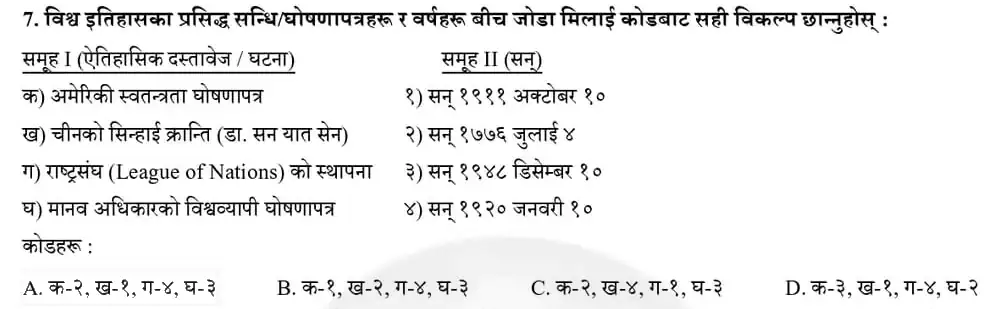 7. विश्व इतिहासका प्रसिद्ध सन्धि/घोषणापत्रहरू र वर्षहरू बीच जोडा मिलाई कोडबाट सही विकल्प छान्नुहोस् :
समूह I (ऐतिहासिक दस्तावेज / घटना) समूह II (सन्)
क) अमेरिकी स्वतन्त्रता घोषणापत्र १) सन् १९११ अक्टोबर १०
ख) चीनको सिन्हाई क्रान्ति (डा. सन यात सेन) २) सन् १७७६ जुलाई ४
ग) राष्ट्रसंघ (League of Nations) को स्थापना ३) सन् १९४८ डिसेम्बर १०
घ) मानव अधिकारको विश्वव्यापी घोषणापत्र ४) सन् १९२० जनवरी १०
कोडहरू :
A. क-२, ख-१, ग-४, घ-३ B. क-१, ख-२, ग-४, घ-३ C. क-२, ख-४, ग-१, घ-३ D. क-३, ख-१, ग-४, घ-२